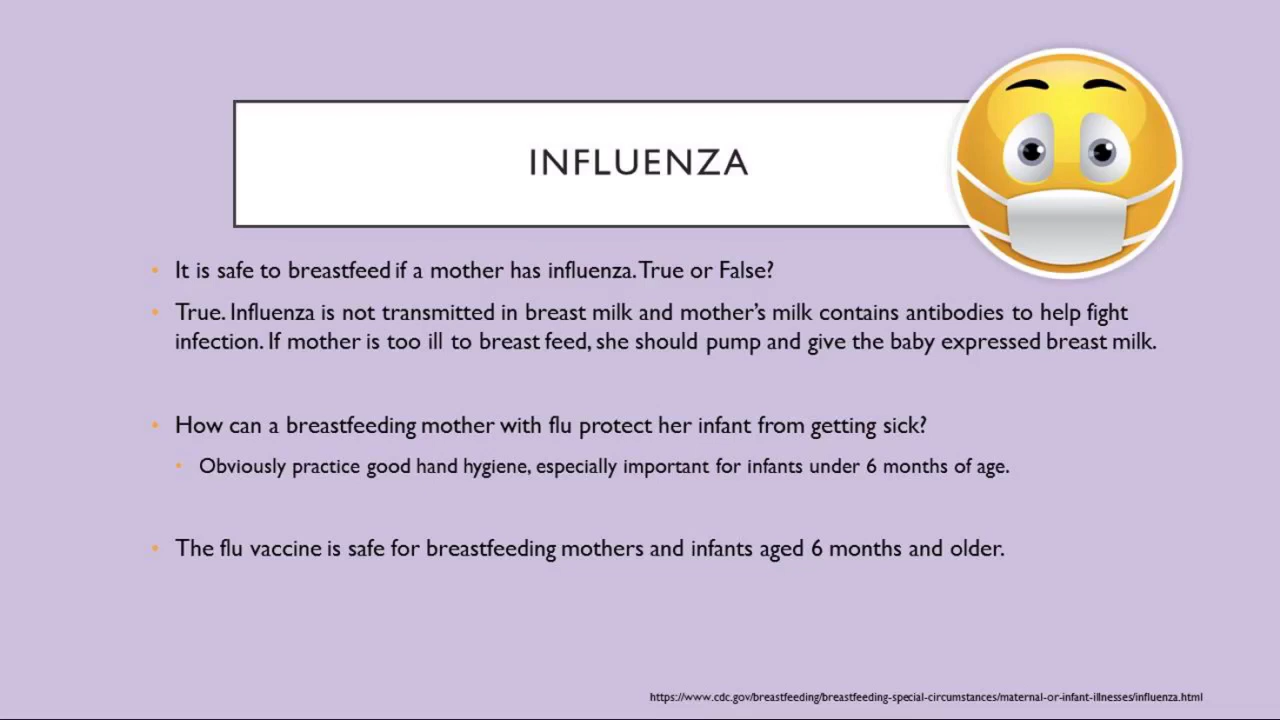 INFLUENZA
• It is safe to breastfeed if a mother has influenza. True or False?
• True. Influenza is not transmitted in breast milk and mother's milk contains antibodies to help fight
infection. If mother is too ill to breast feed, she should pump and give the baby expressed breast milk.
• How can a breastfeeding mother with flu protect her infant from getting sick?
• Obviously practice good hand hygiene, especially important for infants under 6 months of age.
• The flu vaccine is safe for breastfeeding mothers and infants aged 6 months and older.
https://www.cdc.gov/breastfeeding/breastfeeding-special-circumstances/maternal-or-infant-illnesses/influenza.html